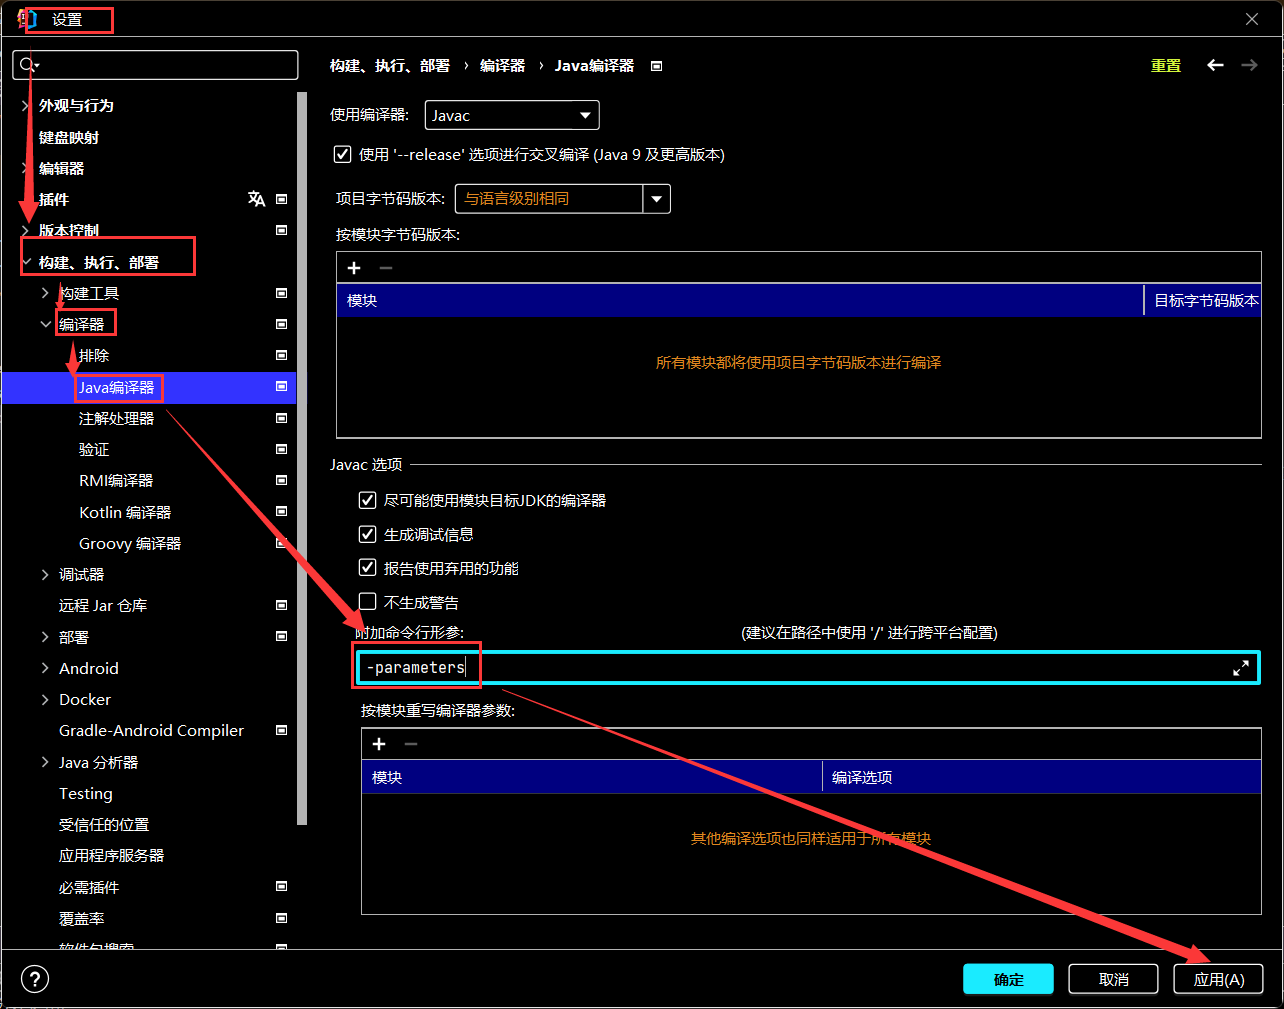 设置
外观与行为
键盘映射
编辑器
插件
版本控制
构建、执行、部署
构建工具
编译器
排除
Java编译器
注解处理器
验证
RMI编译器
Kotlin 编译器
Groovy 编译器
调试器
远程 Jar 仓库
部署
Android
Docker
Gradle-Android Compiler
Java 分析器
Testing
受信任的位置
应用程序服务器
必需插件
覆盖率
软件包搜索
构建、执行、部署 › 编译器 › Java编译器
重置
使用编译器: Javac
使用 '--release' 选项进行交叉编译 (Java 9 及更高版本)
项目字节码版本: 与语言级别相同
按模块字节码版本:
模块 目标字节码版本
所有模块都将使用项目字节码版本进行编译
Javac 选项
尽可能使用模块目标JDK的编译器
生成调试信息
报告使用弃用的功能
不生成警告
附加命令行形参: (建议在路径中使用 '/' 进行跨平台配置)
-parameters
按模块重写编译器参数:
模块 编译选项
其他编译选项也同样适用于所有模块
?
确定 取消 应用(A)